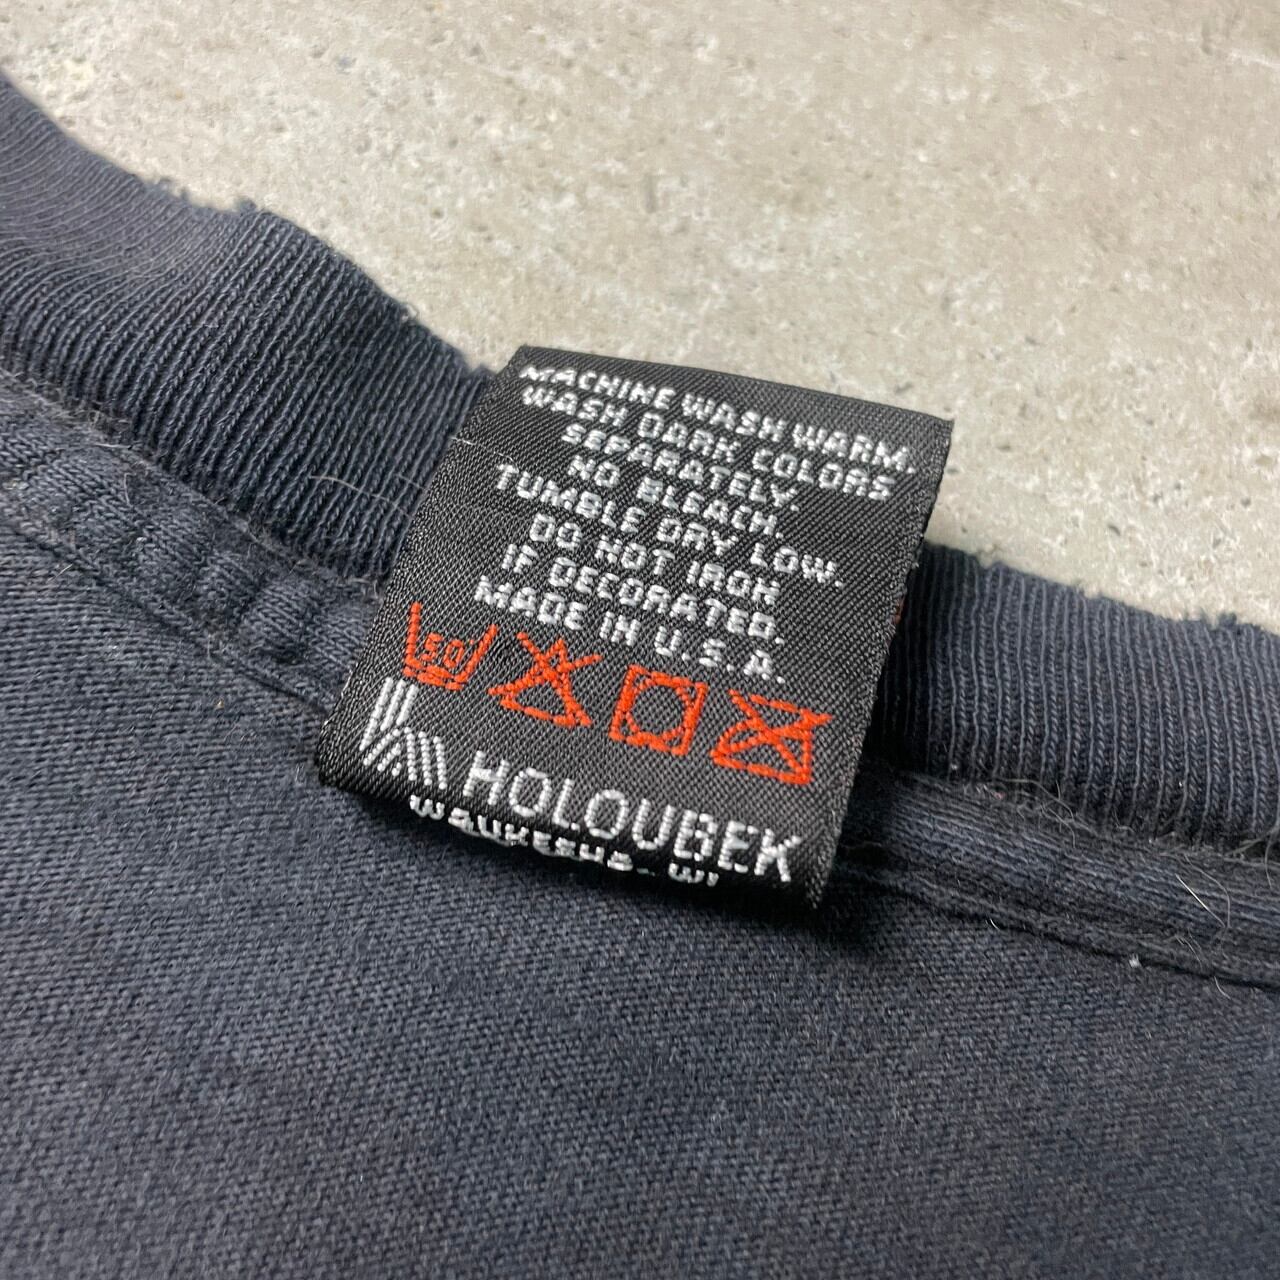 MACHINE WASH WARM.
WASH DARK COLORS
SEPARATELY.
NO BLEACH.
TUMBLE DRY LOW.
DO NOT IRON
IF DECORATED.
MADE IN U.S.A.
50
HOLOUBEK
WAUKESHA, WI